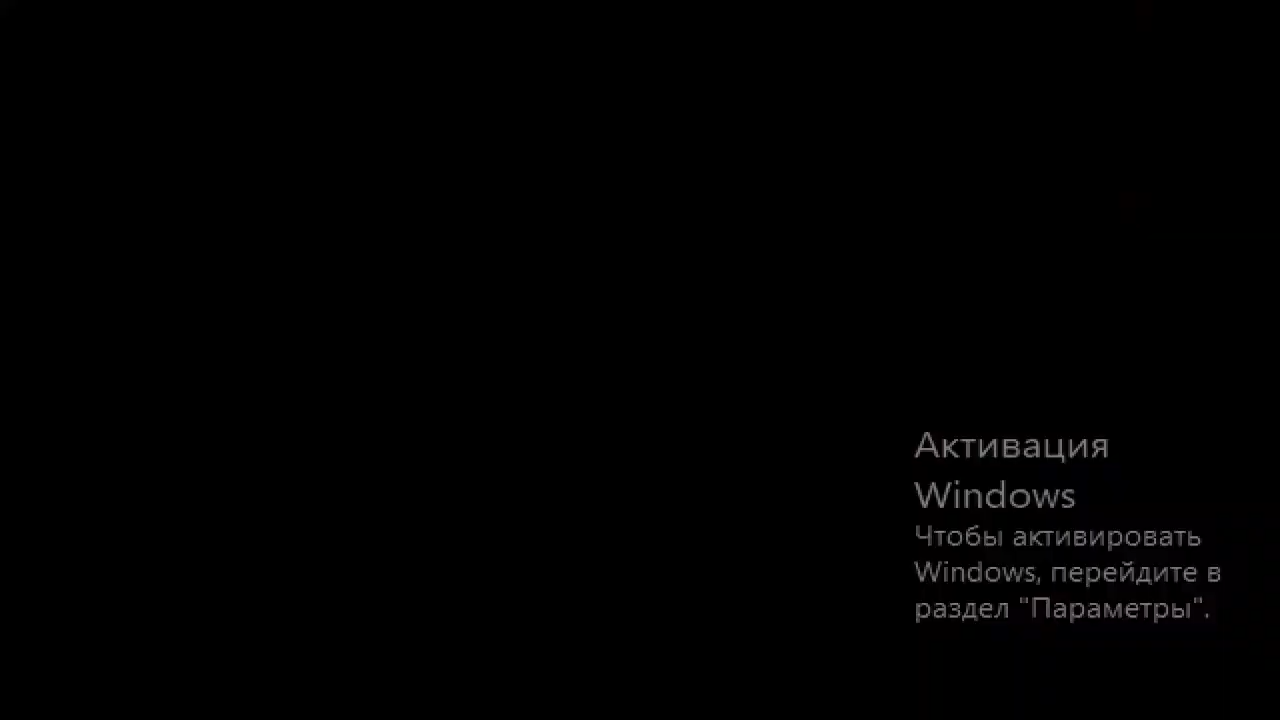 Активация
Windows
Чтобы активировать
Windows, перейдите в
раздел "Параметры".